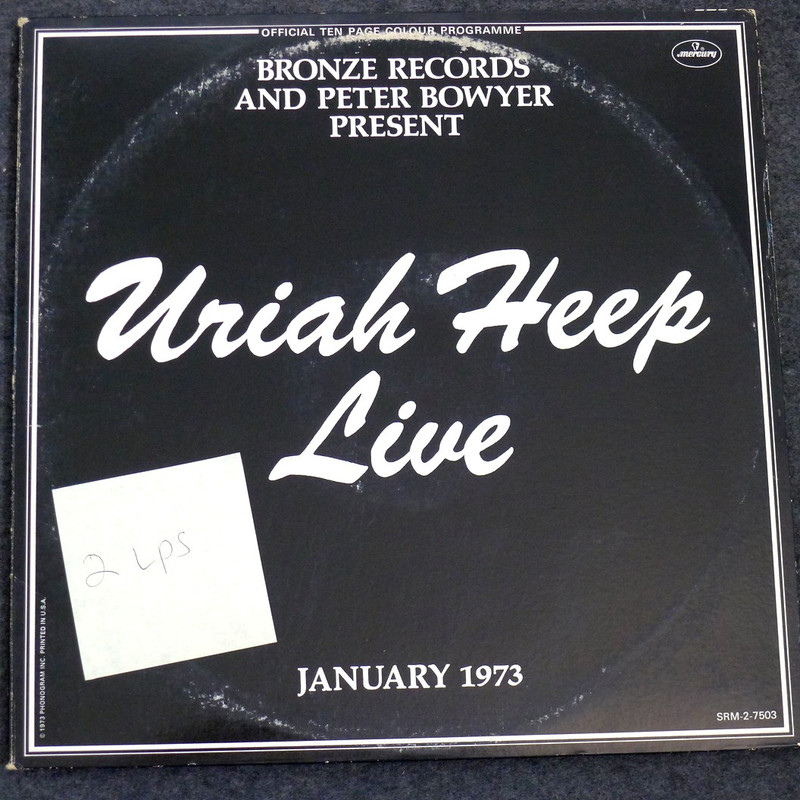 OFFICIAL TEN PAGE COLOUR PROGRAMME
mercury
BRONZE RECORDS
AND PETER BOWYER
PRESENT
Uriah Heep
Live
2 LPS
JANUARY 1973
SRM-2-7503
© 1973 PHONOGRAM INC. PRINTED IN U.S.A.